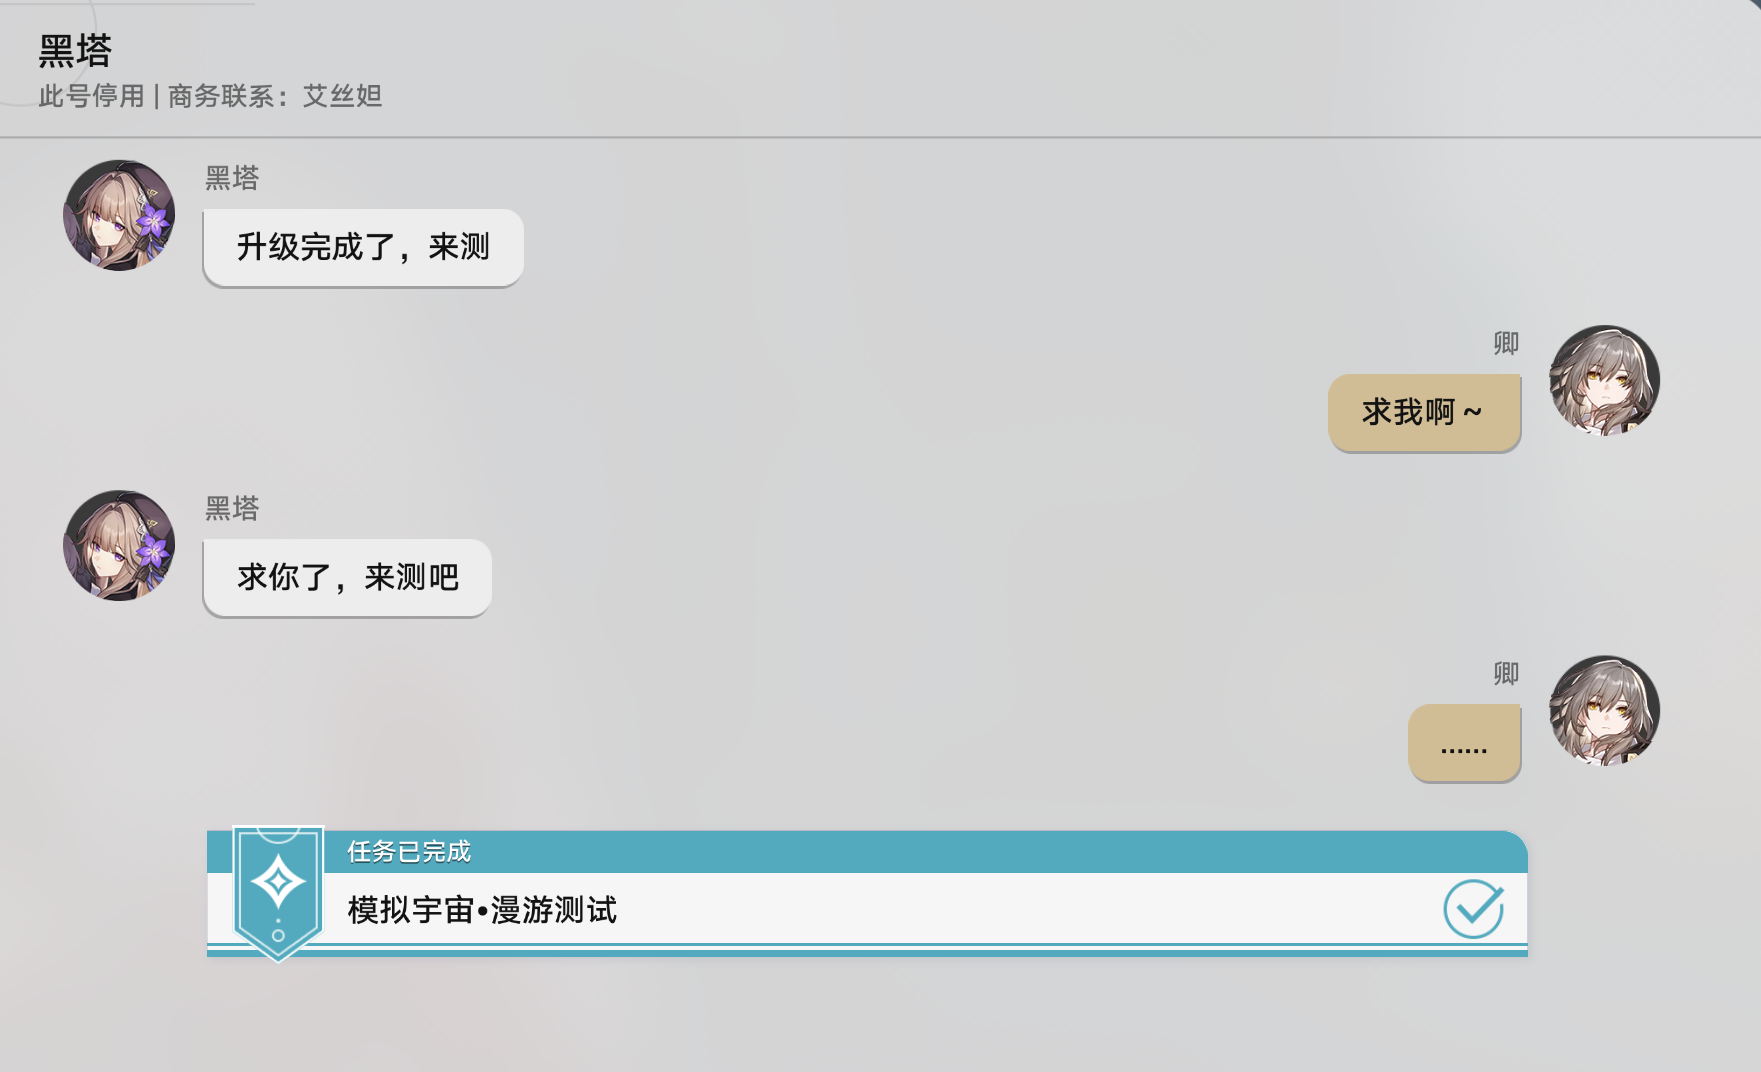 黑塔
此号停用 | 商务联系：艾丝妲
黑塔
升级完成了，来测
卿
求我啊～
黑塔
求你了，来测吧
卿
……
任务已完成
模拟宇宙•漫游测试